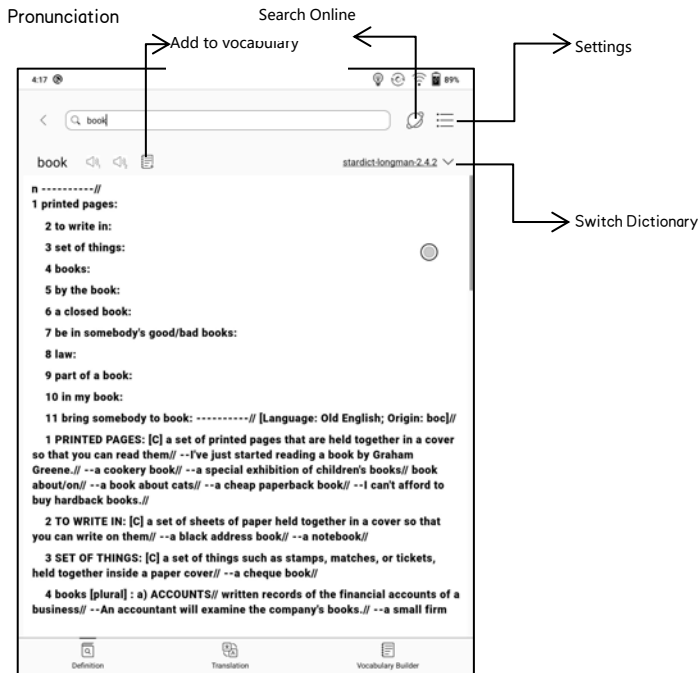 Pronunciation
Search Online
Add to vocabulary
Settings
4:17
89%
book
book
stardict-longman-2.4.2
Switch Dictionary
n ----------//
1 printed pages:
2 to write in:
3 set of things:
4 books:
5 by the book:
6 a closed book:
7 be in somebody's good/bad books:
8 law:
9 part of a book:
10 in my book:
11 bring somebody to book: ----------// [Language: Old English; Origin: boc]//
1 PRINTED PAGES: [C] a set of printed pages that are held together in a cover
so that you can read them// --I've just started reading a book by Graham
Greene.// --a cookery book// --a special exhibition of children's books// book
about/on// --a book about cats// --a cheap paperback book// --I can't afford to
buy hardback books.//
2 TO WRITE IN: [C] a set of sheets of paper held together in a cover so that
you can write on them// --a black address book// --a notebook//
3 SET OF THINGS: [C] a set of things such as stamps, matches, or tickets,
held together inside a paper cover// --a cheque book//
4 books [plural] : a) ACCOUNTS// written records of the financial accounts of a
business// --An accountant will examine the company's books.// --a small firm
Definition
Translation
Vocabulary Builder